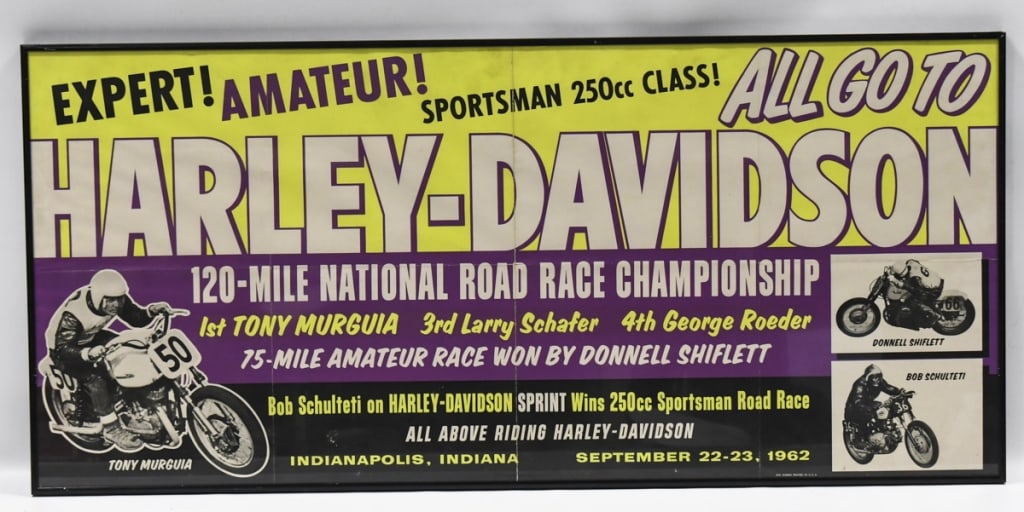 EXPERT! AMATEUR! SPORTSMAN 250cc CLASS! ALL GO TO
HARLEY-DAVIDSON
120-MILE NATIONAL ROAD RACE CHAMPIONSHIP
1st TONY MURGUIA 3rd Larry Schafer 4th George Roeder
75-MILE AMATEUR RACE WON BY DONNELL SHIFLETT
Bob Schulteti on HARLEY-DAVIDSON SPRINT Wins 250cc Sportsman Road Race
ALL ABOVE RIDING HARLEY-DAVIDSON
INDIANAPOLIS, INDIANA SEPTEMBER 22-23, 1962
50
50
TONY MURGUIA
DONNELL SHIFLETT
BOB SCHULTETI